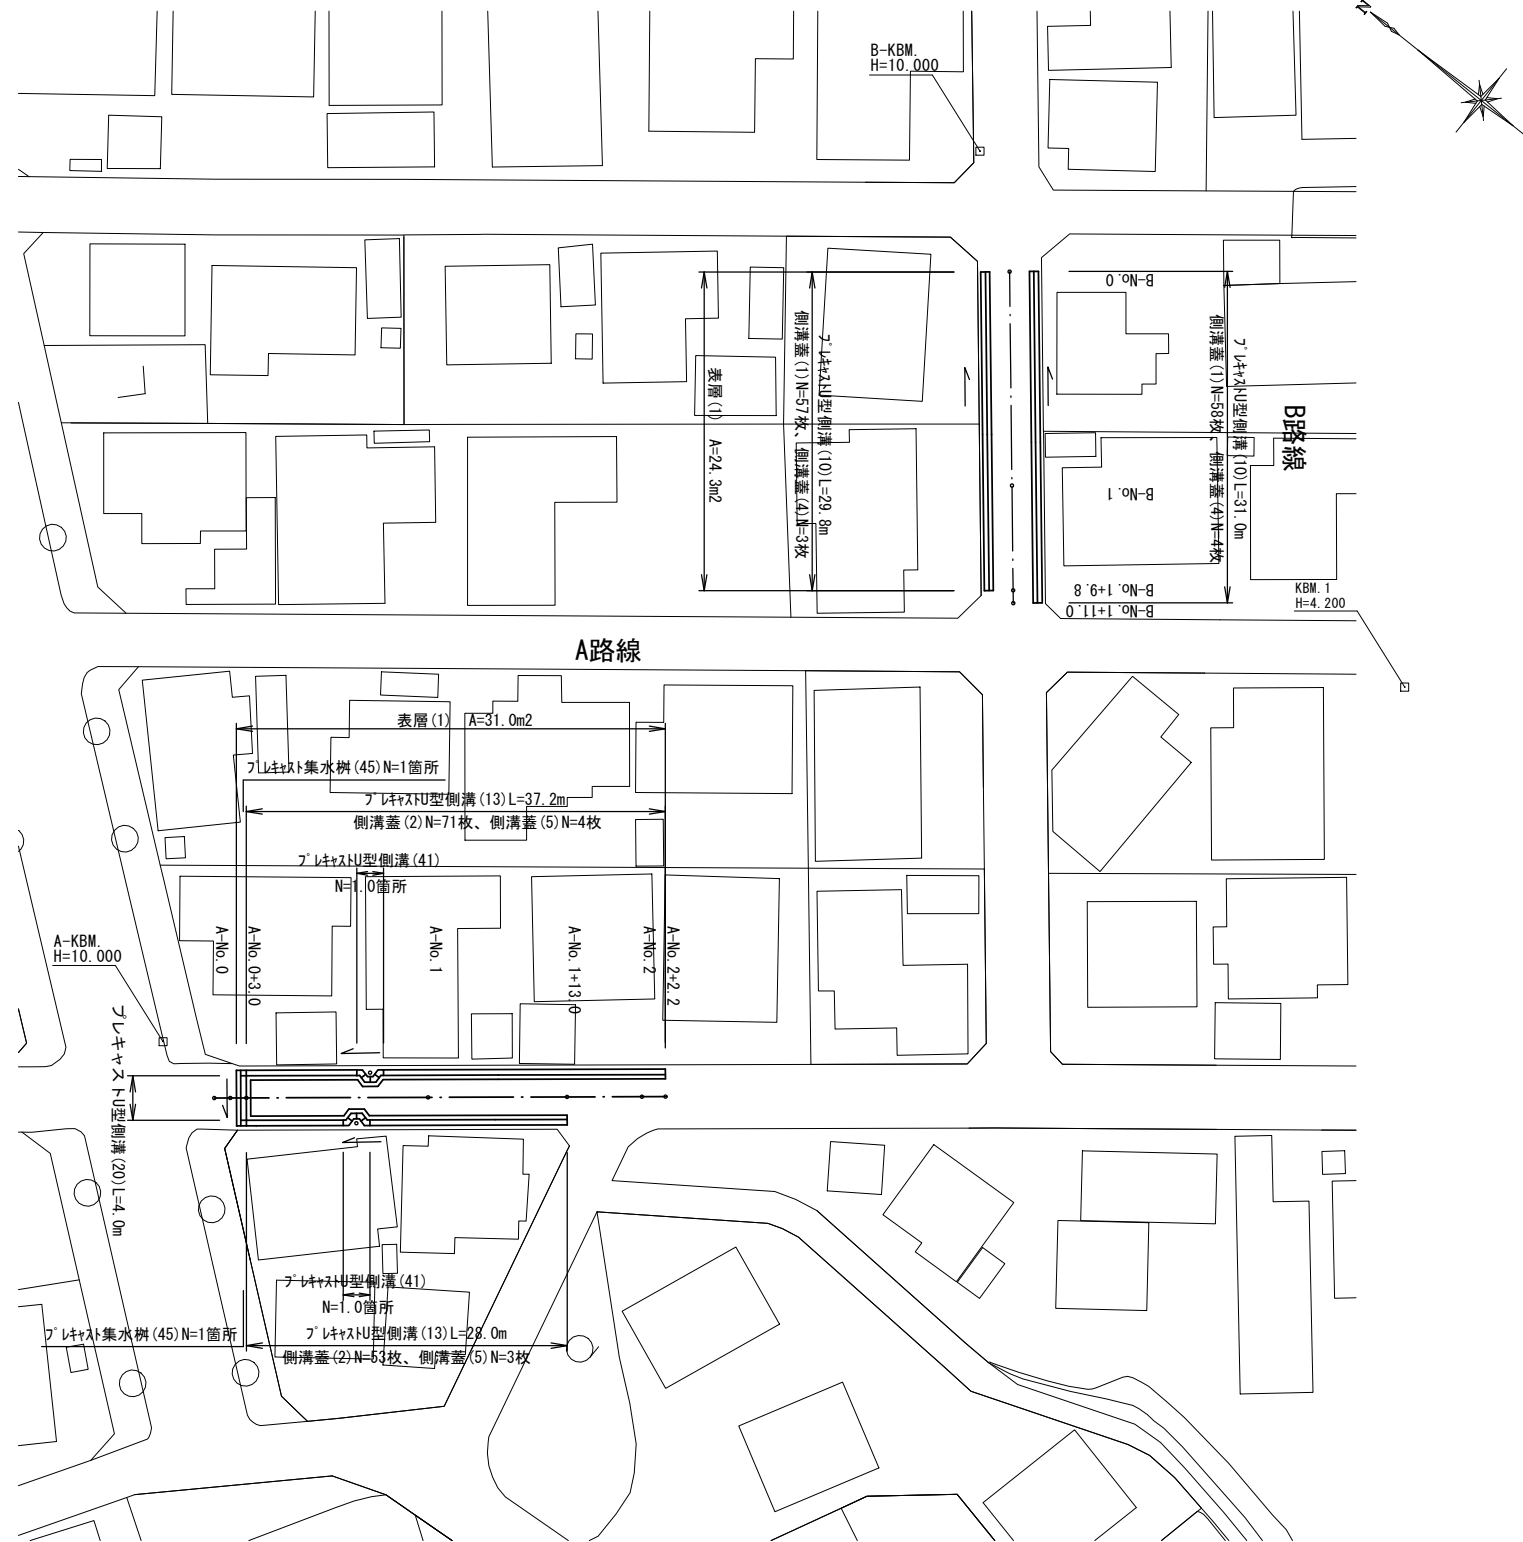 N
B-KBM.
H=10.000
B-No.0
プレキャストU型側溝(10)L=29.8m
側溝蓋(1)N=57枚、側溝蓋(4)N=3枚
表層(1) A=24.3m2
プレキャストU型側溝(10)L=31.0m
側溝蓋(1)N=58枚、側溝蓋(4)N=4枚
B路線
B-No.1
B-No.1+9.8
B-No.1+11.0
KBM.1
H=4.200
A路線
表層(1) A=31.0m2
プレキャスト集水桝(45)N=1箇所
プレキャストU型側溝(13)L=37.2m
側溝蓋(2)N=71枚、側溝蓋(5)N=4枚
プレキャストU型側溝(41)
N=1.0箇所
A-No.0
A-No.0+3.0
A-No.1
A-No.1+13.0
A-No.2
A-No.2+2.2
A-KBM.
H=10.000
プレキャストU型側溝(20)L=4.0m
プレキャストU型側溝(41)
N=1.0箇所
プレキャスト集水桝(45)N=1箇所
プレキャストU型側溝(13)L=28.0m
側溝蓋(2)N=53枚、側溝蓋(5)N=3枚